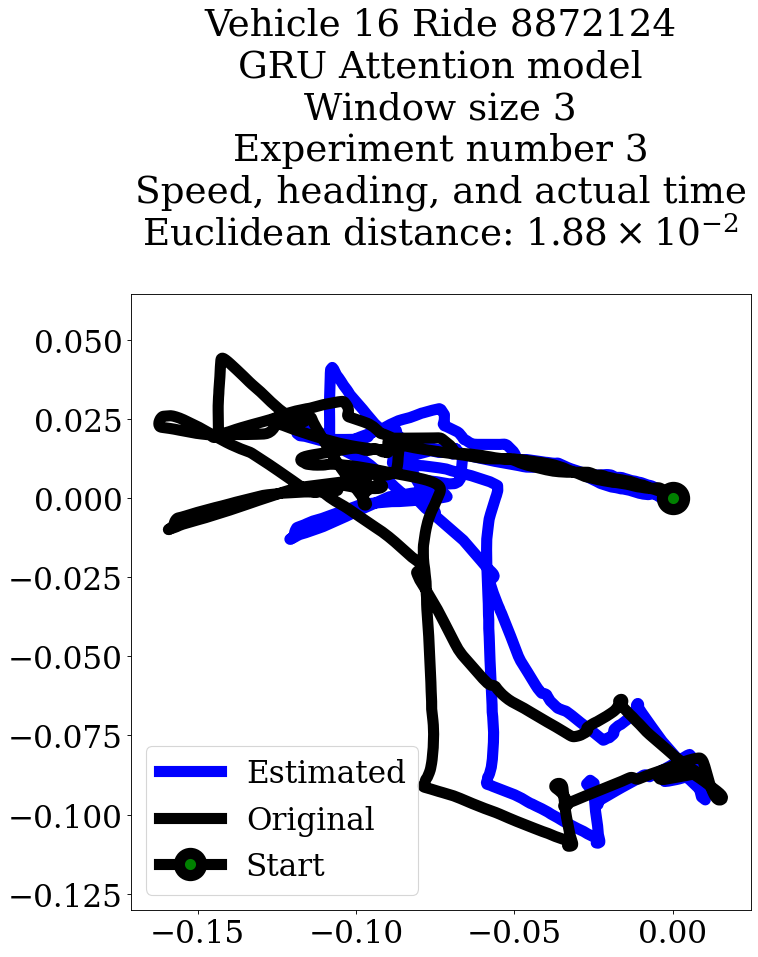 Vehicle 16 Ride 8872124
GRU Attention model
Window size 3
Experiment number 3
Speed, heading, and actual time
Euclidean distance: 1.88 × 10⁻²
0.050
0.025
0.000
−0.025
−0.050
−0.075
−0.100
−0.125
Estimated
Original
Start
−0.15 −0.10 −0.05 0.00